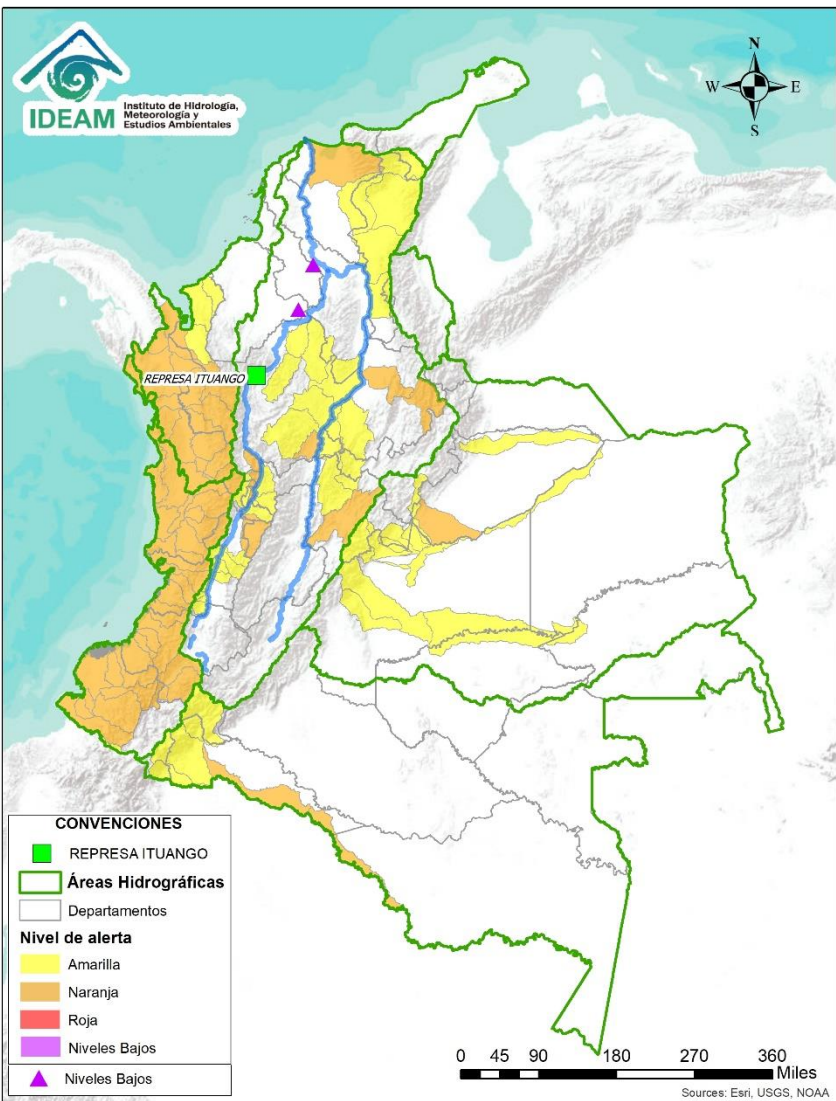 IDEAM
Instituto de Hidrología,
Meteorología y
Estudios Ambientales
N
W
E
S
REPRESA ITUANGO
CONVENCIONES
REPRESA ITUANGO
Áreas Hidrográficas
Departamentos
Nivel de alerta
Amarilla
Naranja
Roja
Niveles Bajos
Niveles Bajos
0 45 90 180 270 360
Miles
Sources: Esri, USGS, NOAA